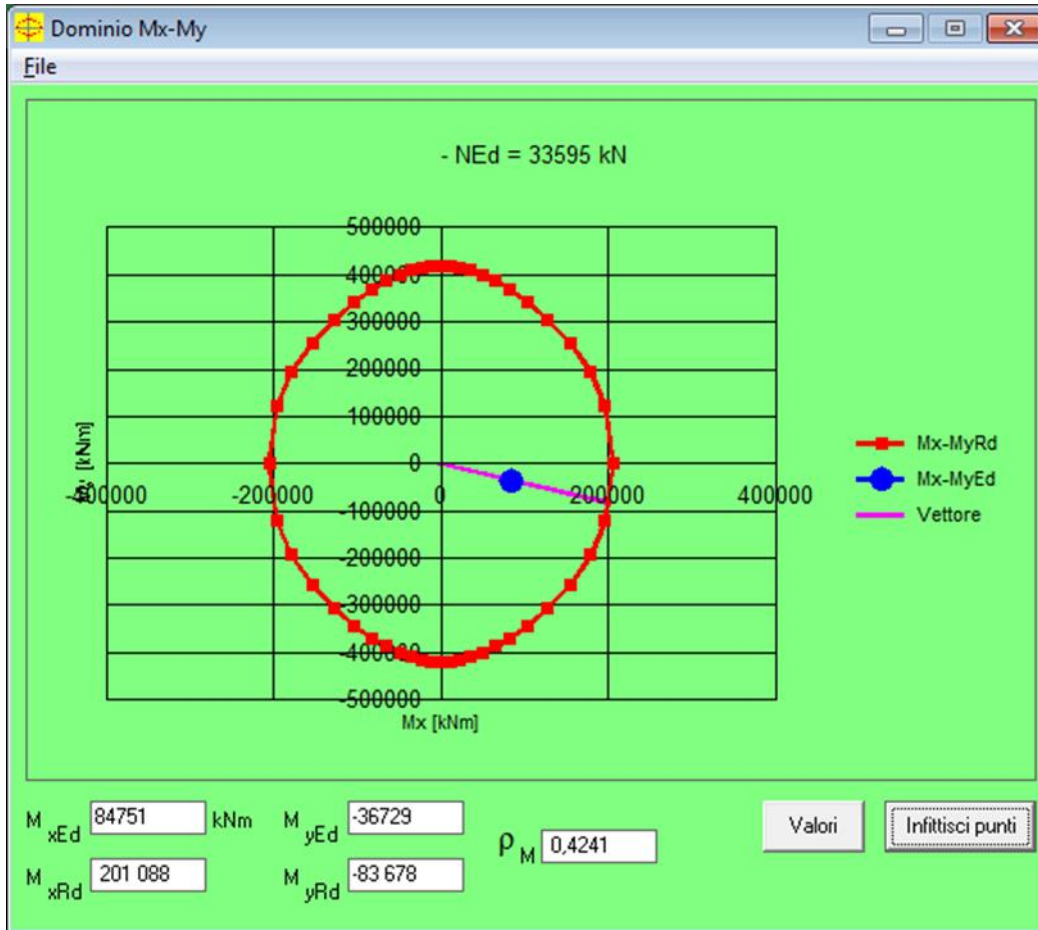 Dominio Mx-My
File
- NEd = 33595 kN
500000
400000
300000
200000
100000
0
-100000
-200000
-300000
-400000
-500000
-400000 -200000 0 200000 400000
My [kNm]
Mx [kNm]
Mx-MyRd
Mx-MyEd
Vettore
M xEd 84751 kNm M yEd -36729
M xRd 201 088 M yRd -83 678
ρ M 0,4241
Valori Infittisci punti